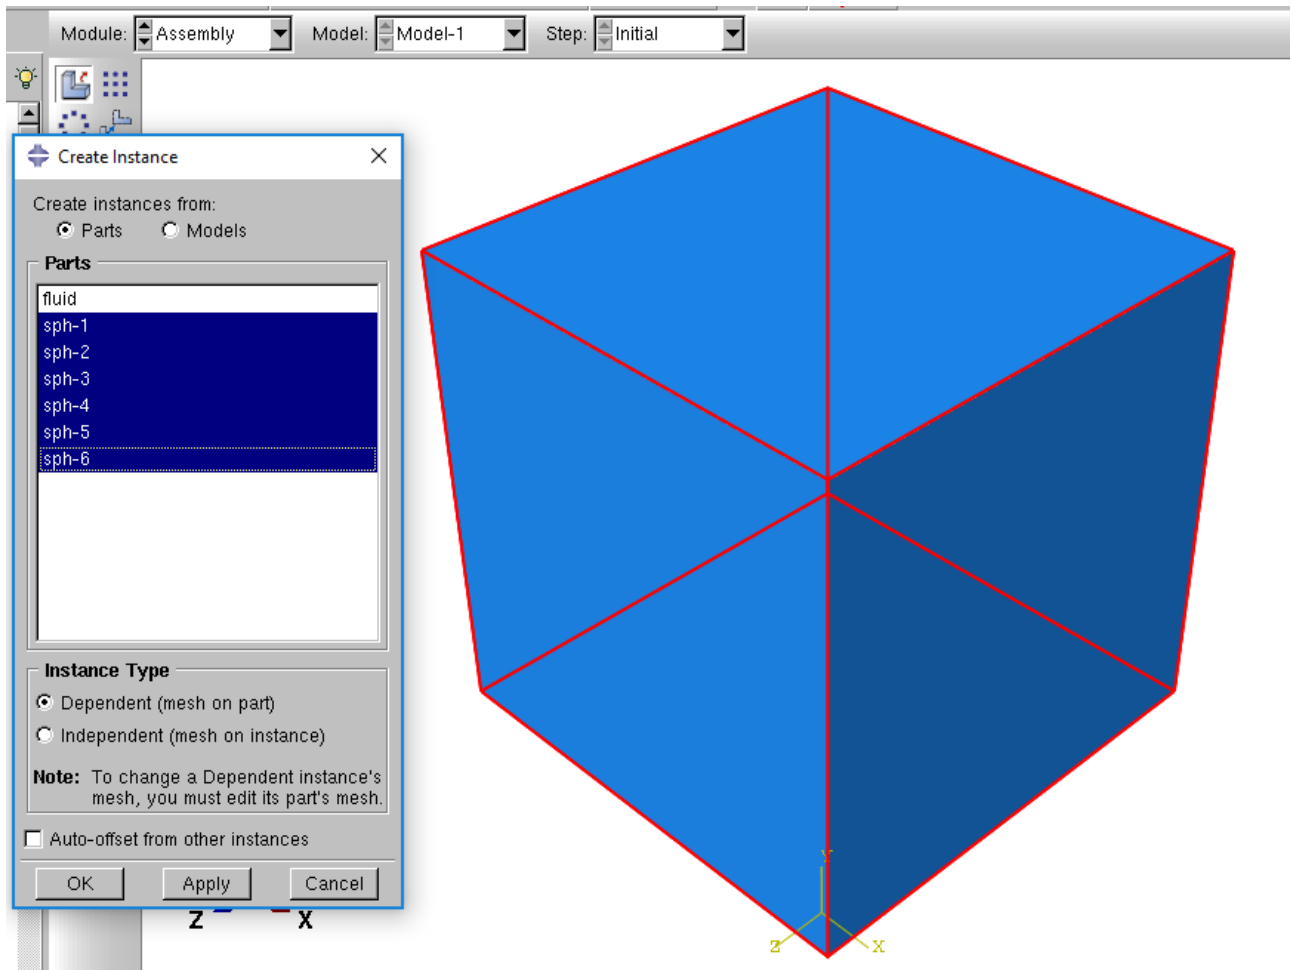 Module: Assembly Model: Model-1 Step: Initial
Create Instance
Create instances from:
Parts Models
Parts
fluid
sph-1
sph-2
sph-3
sph-4
sph-5
sph-6
Instance Type
Dependent (mesh on part)
Independent (mesh on instance)
Note: To change a Dependent instance's
mesh, you must edit its part's mesh.
Auto-offset from other instances
OK Apply Cancel
Z X
Y
Z X